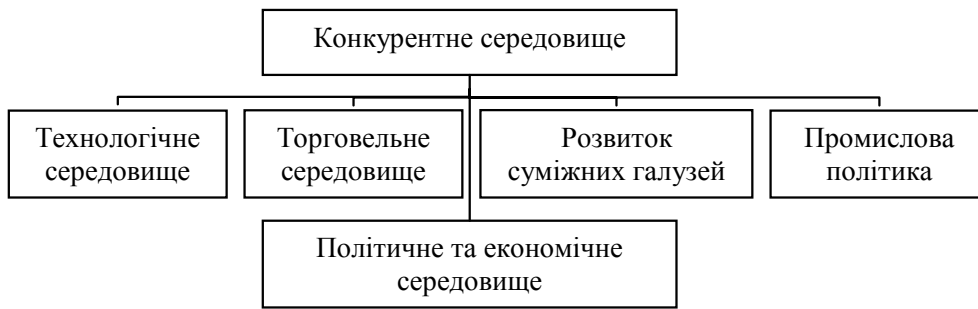 Конкурентне середовище
Технологічне
середовище
Торговельне
середовище
Розвиток
суміжних галузей
Промислова
політика
Політичне та економічне
середовище